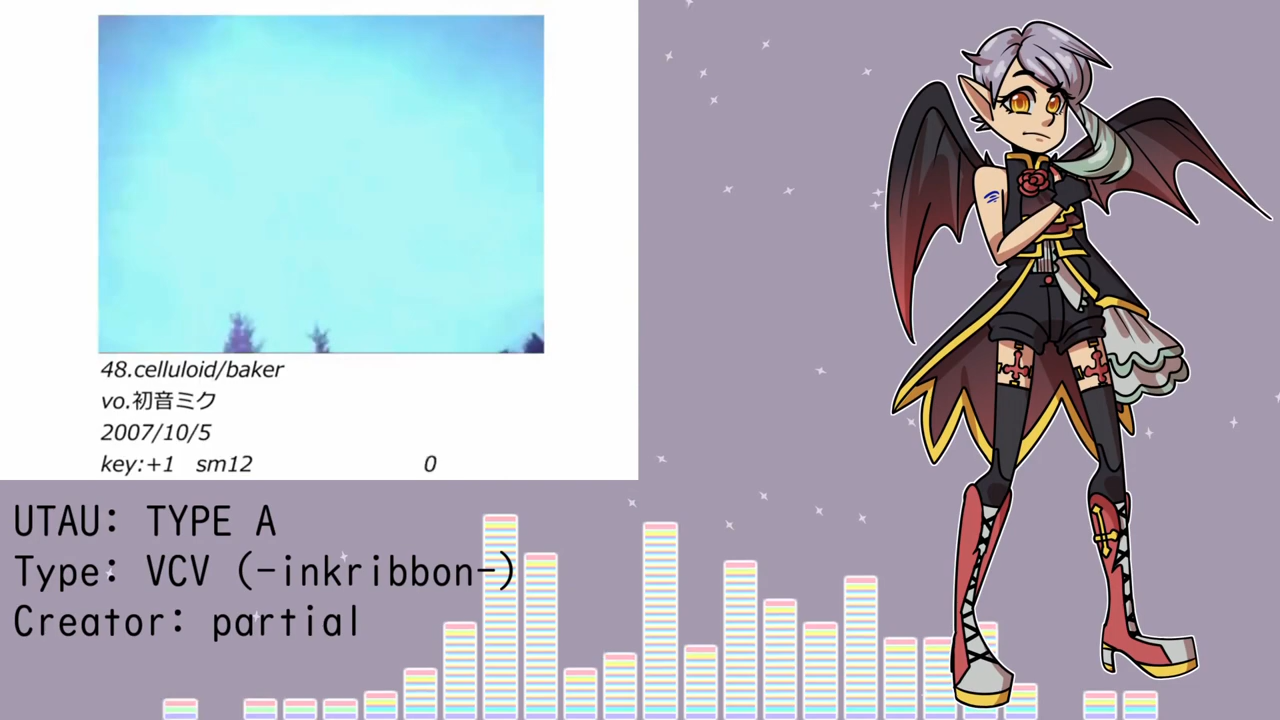 48.celluloid/baker
vo.初音ミク
2007/10/5
key:+1 sm12 0
UTAU: TYPE A
Type: VCV (-inkribbon-)
Creator: partial